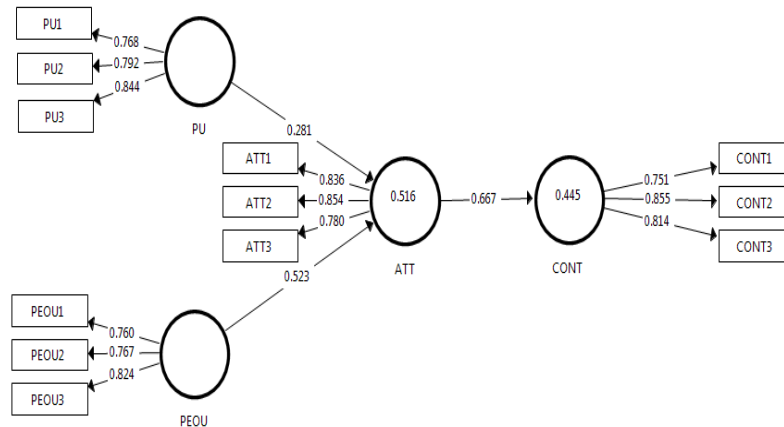 PU1
0.768
PU2
0.792
0.844
PU3
PU
0.281
ATT1
0.836
ATT2
0.854
0.780
ATT3
0.516
ATT
0.667
0.445
CONT
0.751
CONT1
0.855
CONT2
0.814
CONT3
0.523
PEOU1
0.760
PEOU2
0.767
0.824
PEOU3
PEOU